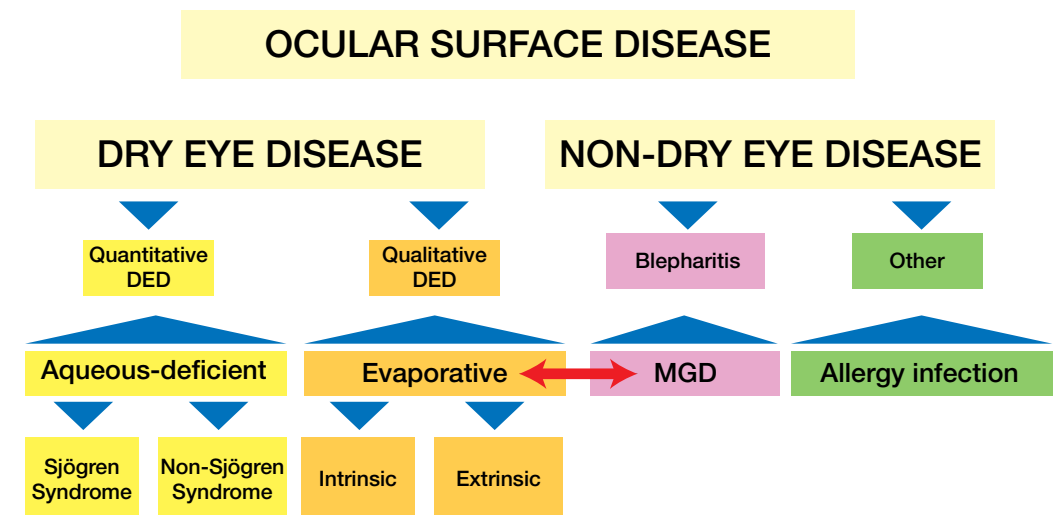 OCULAR SURFACE DISEASE
DRY EYE DISEASE
NON-DRY EYE DISEASE
Quantitative
DED
Qualitative
DED
Blepharitis
Other
Aqueous-deficient
Evaporative
MGD
Allergy infection
Sjögren
Syndrome
Non-Sjögren
Syndrome
Intrinsic
Extrinsic